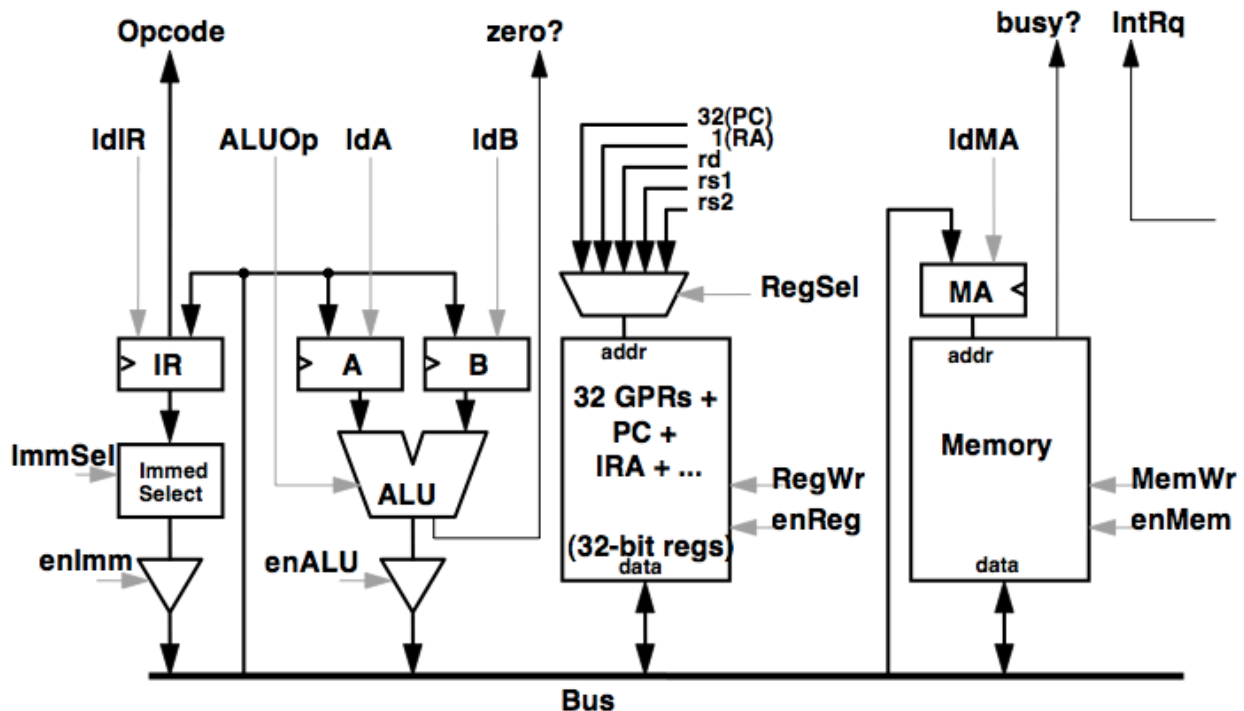 Opcode
zero?
busy?
IntRq
ldIR
ALUOp
ldA
ldB
32(PC)
1(RA)
rd
rs1
rs2
ldMA
RegSel
MA
IR
A
B
addr
32 GPRs +
PC +
IRA + ...
(32-bit regs)
data
addr
Memory
data
ImmSel
Immed
Select
ALU
RegWr
enReg
MemWr
enMem
enImm
enALU
Bus